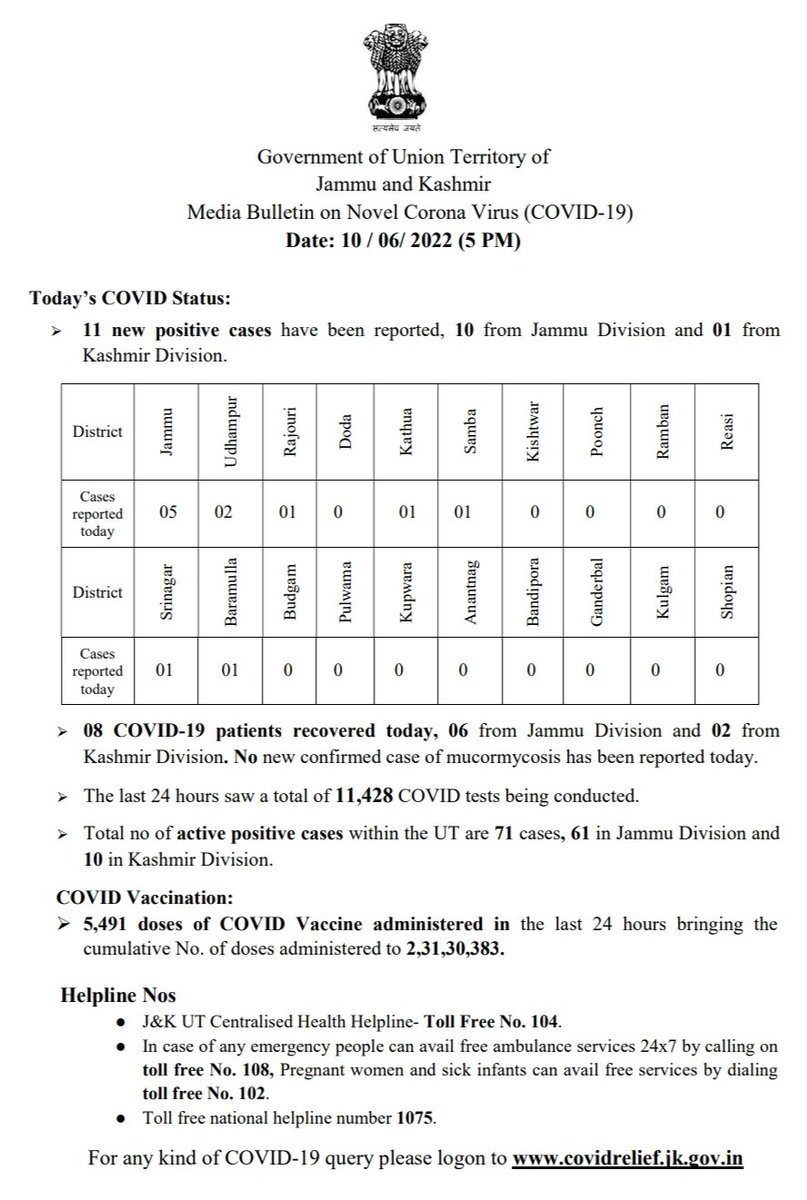 सत्यमेव जयते
Government of Union Territory of
Jammu and Kashmir
Media Bulletin on Novel Corona Virus (COVID-19)
Date: 10 / 06/ 2022 (5 PM)
Today’s COVID Status:
➢ 11 new positive cases have been reported, 10 from Jammu Division and 01 from
Kashmir Division.
District Jammu Udhampur Rajouri Doda Kathua Samba Kishtwar Poonch Ramban Reasi
Cases
reported
today
05 02 01 0 01 01 0 0 0 0
District Srinagar Baramulla Budgam Pulwama Kupwara Anantnag Bandipora Ganderbal Kulgam Shopian
Cases
reported
today
01 01 0 0 0 0 0 0 0 0
➢ 08 COVID-19 patients recovered today, 06 from Jammu Division and 02 from
Kashmir Division. No new confirmed case of mucormycosis has been reported today.
➢ The last 24 hours saw a total of 11,428 COVID tests being conducted.
➢ Total no of active positive cases within the UT are 71 cases, 61 in Jammu Division and
10 in Kashmir Division.
COVID Vaccination:
➢ 5,491 doses of COVID Vaccine administered in the last 24 hours bringing the
cumulative No. of doses administered to 2,31,30,383.
Helpline Nos
● J&K UT Centralised Health Helpline- Toll Free No. 104.
● In case of any emergency people can avail free ambulance services 24x7 by calling on
toll free No. 108, Pregnant women and sick infants can avail free services by dialing
toll free No. 102.
● Toll free national helpline number 1075.
For any kind of COVID-19 query please logon to www.covidrelief.jk.gov.in